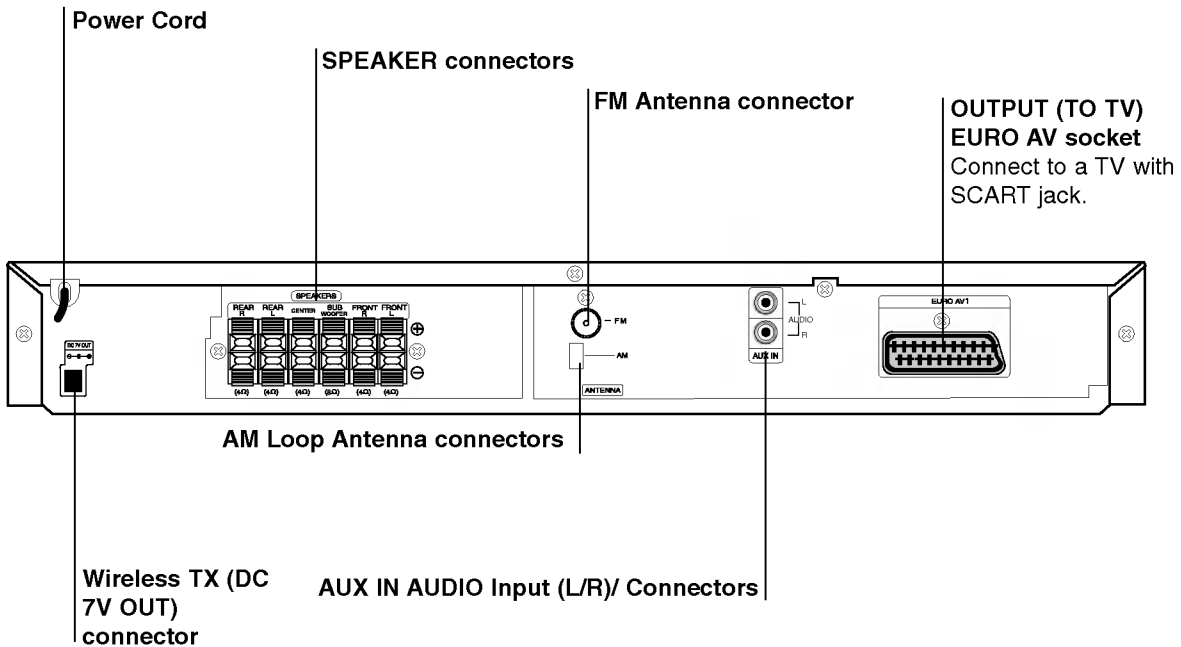 Power Cord
SPEAKER connectors
FM Antenna connector
OUTPUT (TO TV)
EURO AV socket
Connect to a TV with
SCART jack.
SPEAKERS
REAR R
REAR L
CENTER
SUB WOOFER
FRONT R
FRONT L
DC 7V OUT
FM
AM
ANTENNA
L
AUDIO
R
AUX IN
EURO AV1
(4Ω) (4Ω) (4Ω) (8Ω) (4Ω) (4Ω)
AM Loop Antenna connectors
Wireless TX (DC
7V OUT)
connector
AUX IN AUDIO Input (L/R)/ Connectors